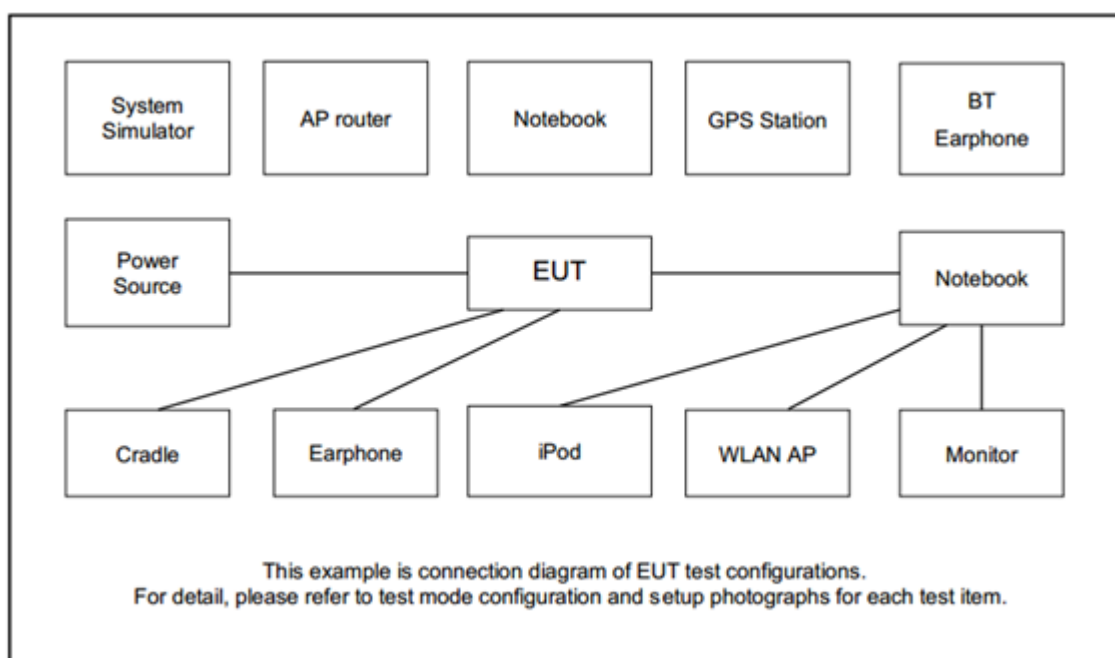 System
Simulator
AP router
Notebook
GPS Station
BT
Earphone
Power
Source
EUT
Notebook
Cradle
Earphone
iPod
WLAN AP
Monitor
This example is connection diagram of EUT test configurations.
For detail, please refer to test mode configuration and setup photographs for each test item.